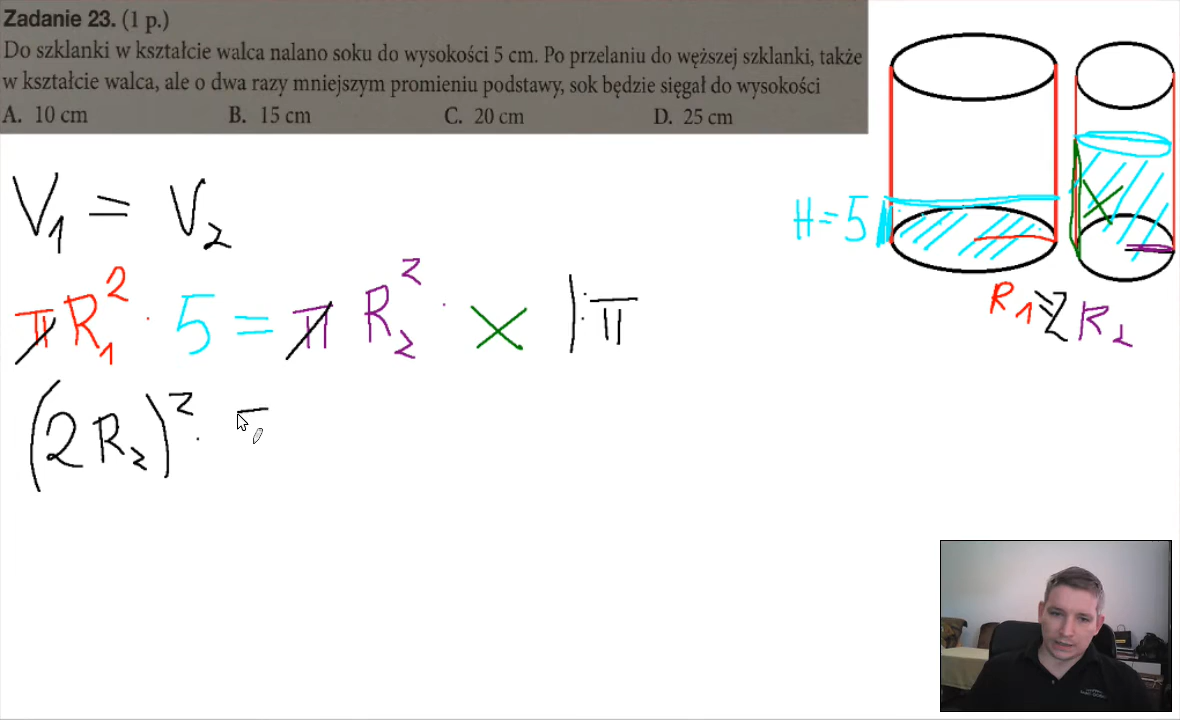 Zadanie 23. (1 p.)
Do szklanki w kształcie walca nalano soku do wysokości 5 cm. Po przelaniu do węższej szklanki, także
w kształcie walca, ale o dwa razy mniejszym promieniu podstawy, sok będzie sięgał do wysokości
A. 10 cm B. 15 cm C. 20 cm D. 25 cm
V₁ = V₂
H=5
x
R₁=2R₂
πR₁² · 5 = πR₂² · x |:π
(2R₂)² ·